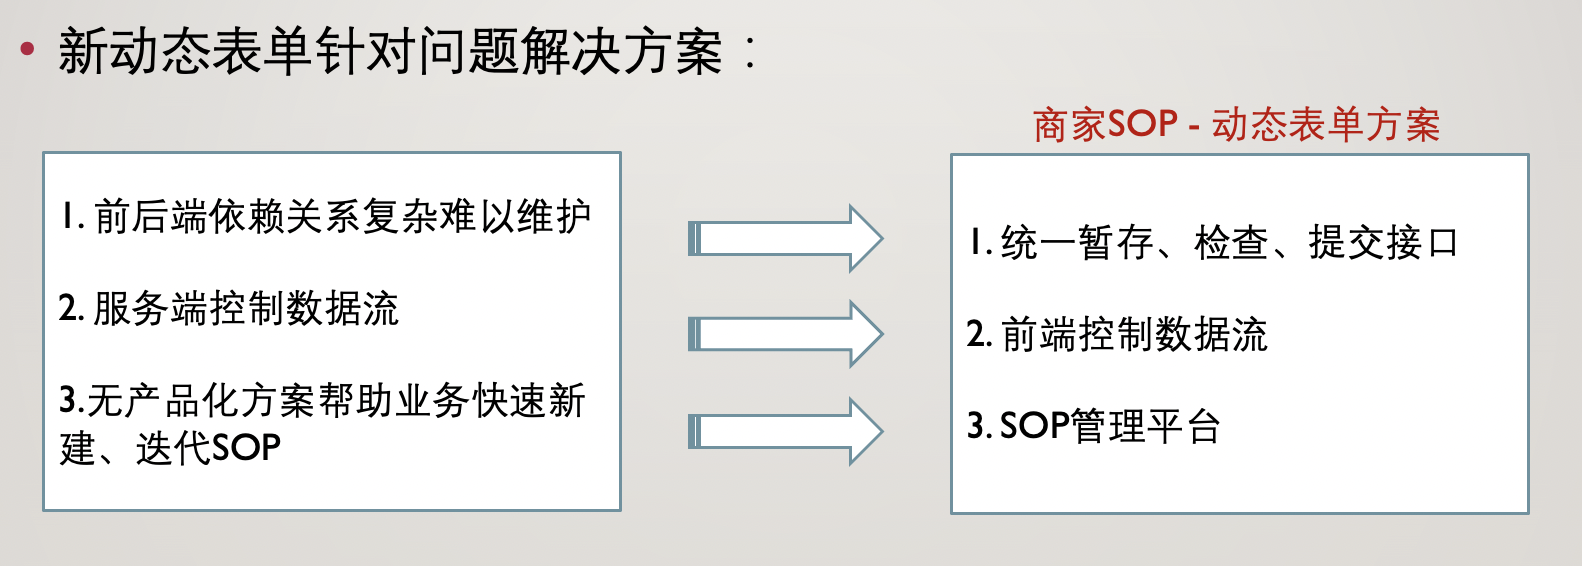 • 新动态表单针对问题解决方案：
商家SOP - 动态表单方案
1. 前后端依赖关系复杂难以维护
2. 服务端控制数据流
3.无产品化方案帮助业务快速新
建、迭代SOP
1. 统一暂存、检查、提交接口
2. 前端控制数据流
3. SOP管理平台